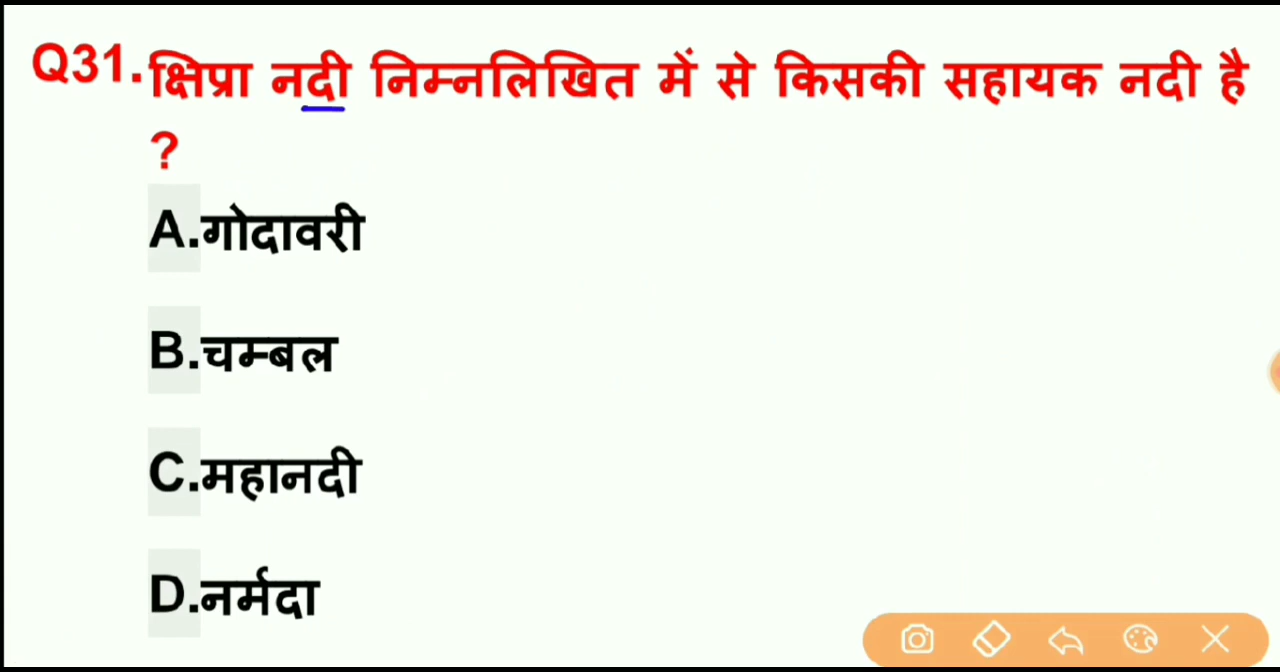 Q31.क्षिप्रा नदी निम्नलिखित में से किसकी सहायक नदी है
?
A.गोदावरी
B.चम्बल
C.महानदी
D.नर्मदा